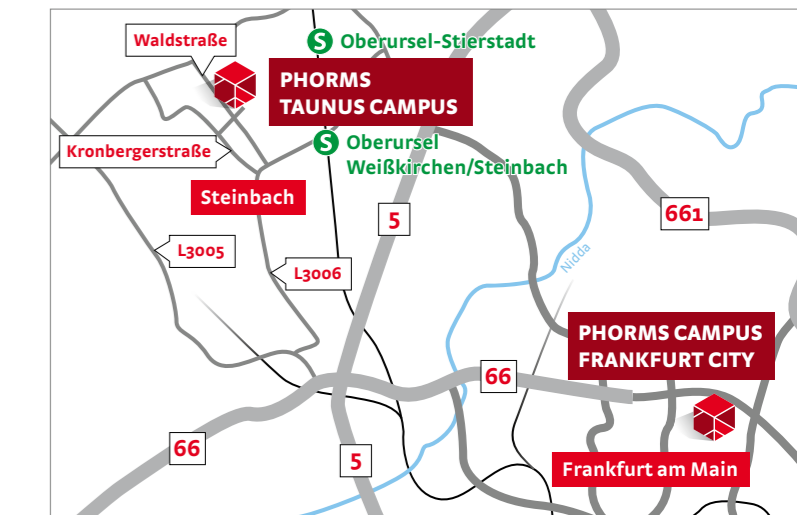 Waldstraße
S Oberursel-Stierstadt
PHORMS
TAUNUS CAMPUS
S Oberursel
Weißkirchen/Steinbach
Kronbergerstraße
Steinbach
5
661
L3005
L3006
Nidda
PHORMS CAMPUS
FRANKFURT CITY
66
66
5
Frankfurt am Main